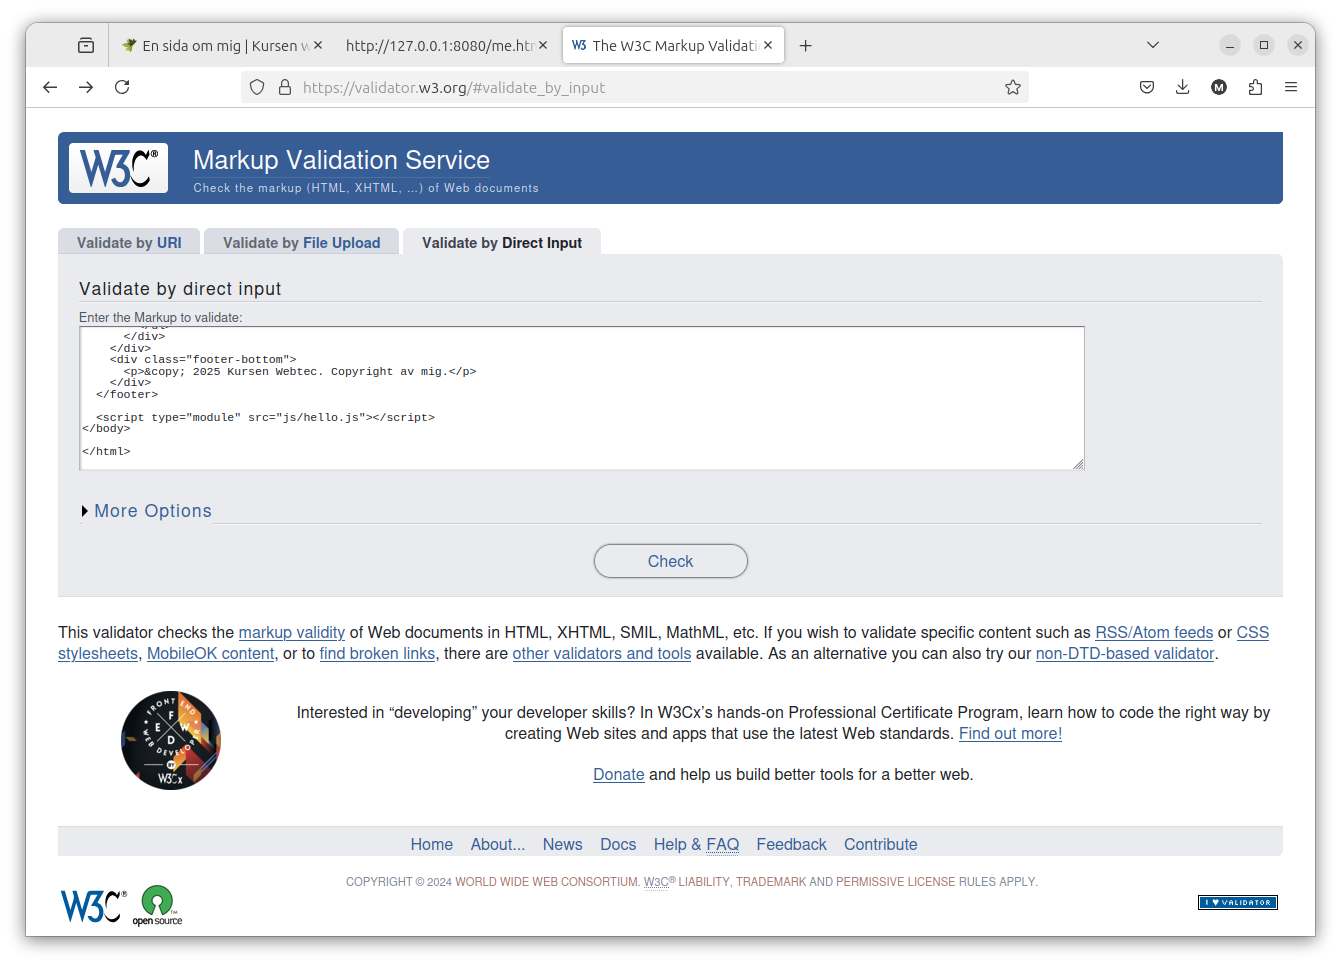 En sida om mig | Kursen w
http://127.0.0.1:8080/me.htm
W3 The W3C Markup Validati
https://validator.w3.org/#validate_by_input
M
W3C®
Markup Validation Service
Check the markup (HTML, XHTML, …) of Web documents
Validate by URI
Validate by File Upload
Validate by Direct Input
Validate by direct input
Enter the Markup to validate:
</div>
</div>
<div class="footer-bottom">
<p>&copy; 2025 Kursen Webtec. Copyright av mig.</p>
</div>
</footer>
<script type="module" src="js/hello.js"></script>
</body>
</html>
More Options
Check
This validator checks the markup validity of Web documents in HTML, XHTML, SMIL, MathML, etc. If you wish to validate specific content such as RSS/Atom feeds or CSS
stylesheets, MobileOK content, or to find broken links, there are other validators and tools available. As an alternative you can also try our non-DTD-based validator.
FRONT END
WEB DEVELOPER
F E W D
BY
W3Cx
Interested in “developing” your developer skills? In W3Cx’s hands-on Professional Certificate Program, learn how to code the right way by
creating Web sites and apps that use the latest Web standards. Find out more!
Donate and help us build better tools for a better web.
Home About... News Docs Help & FAQ Feedback Contribute
COPYRIGHT © 2024 WORLD WIDE WEB CONSORTIUM. W3C® LIABILITY, TRADEMARK AND PERMISSIVE LICENSE RULES APPLY.
W3C®
open source™
I ♥ VALIDATOR